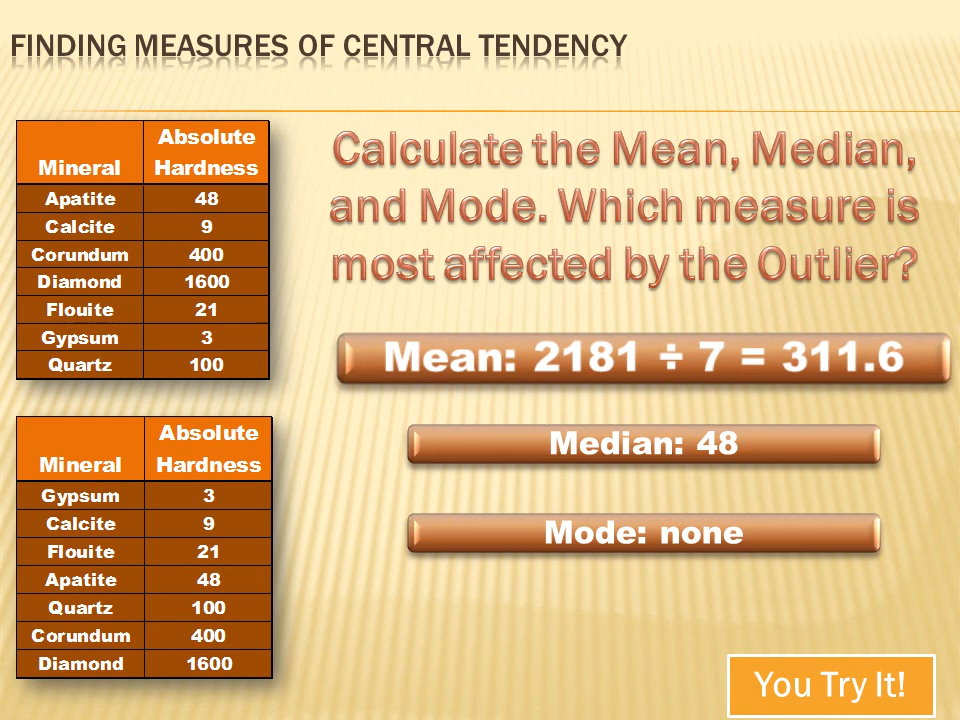 FINDING MEASURES OF CENTRAL TENDENCY
Mineral Absolute Hardness
Apatite 48
Calcite 9
Corundum 400
Diamond 1600
Flouite 21
Gypsum 3
Quartz 100
Mineral Absolute Hardness
Gypsum 3
Calcite 9
Flouite 21
Apatite 48
Quartz 100
Corundum 400
Diamond 1600
Calculate the Mean, Median,
and Mode. Which measure is
most affected by the Outlier?
Mean: 2181 ÷ 7 = 311.6
Median: 48
Mode: none
You Try It!